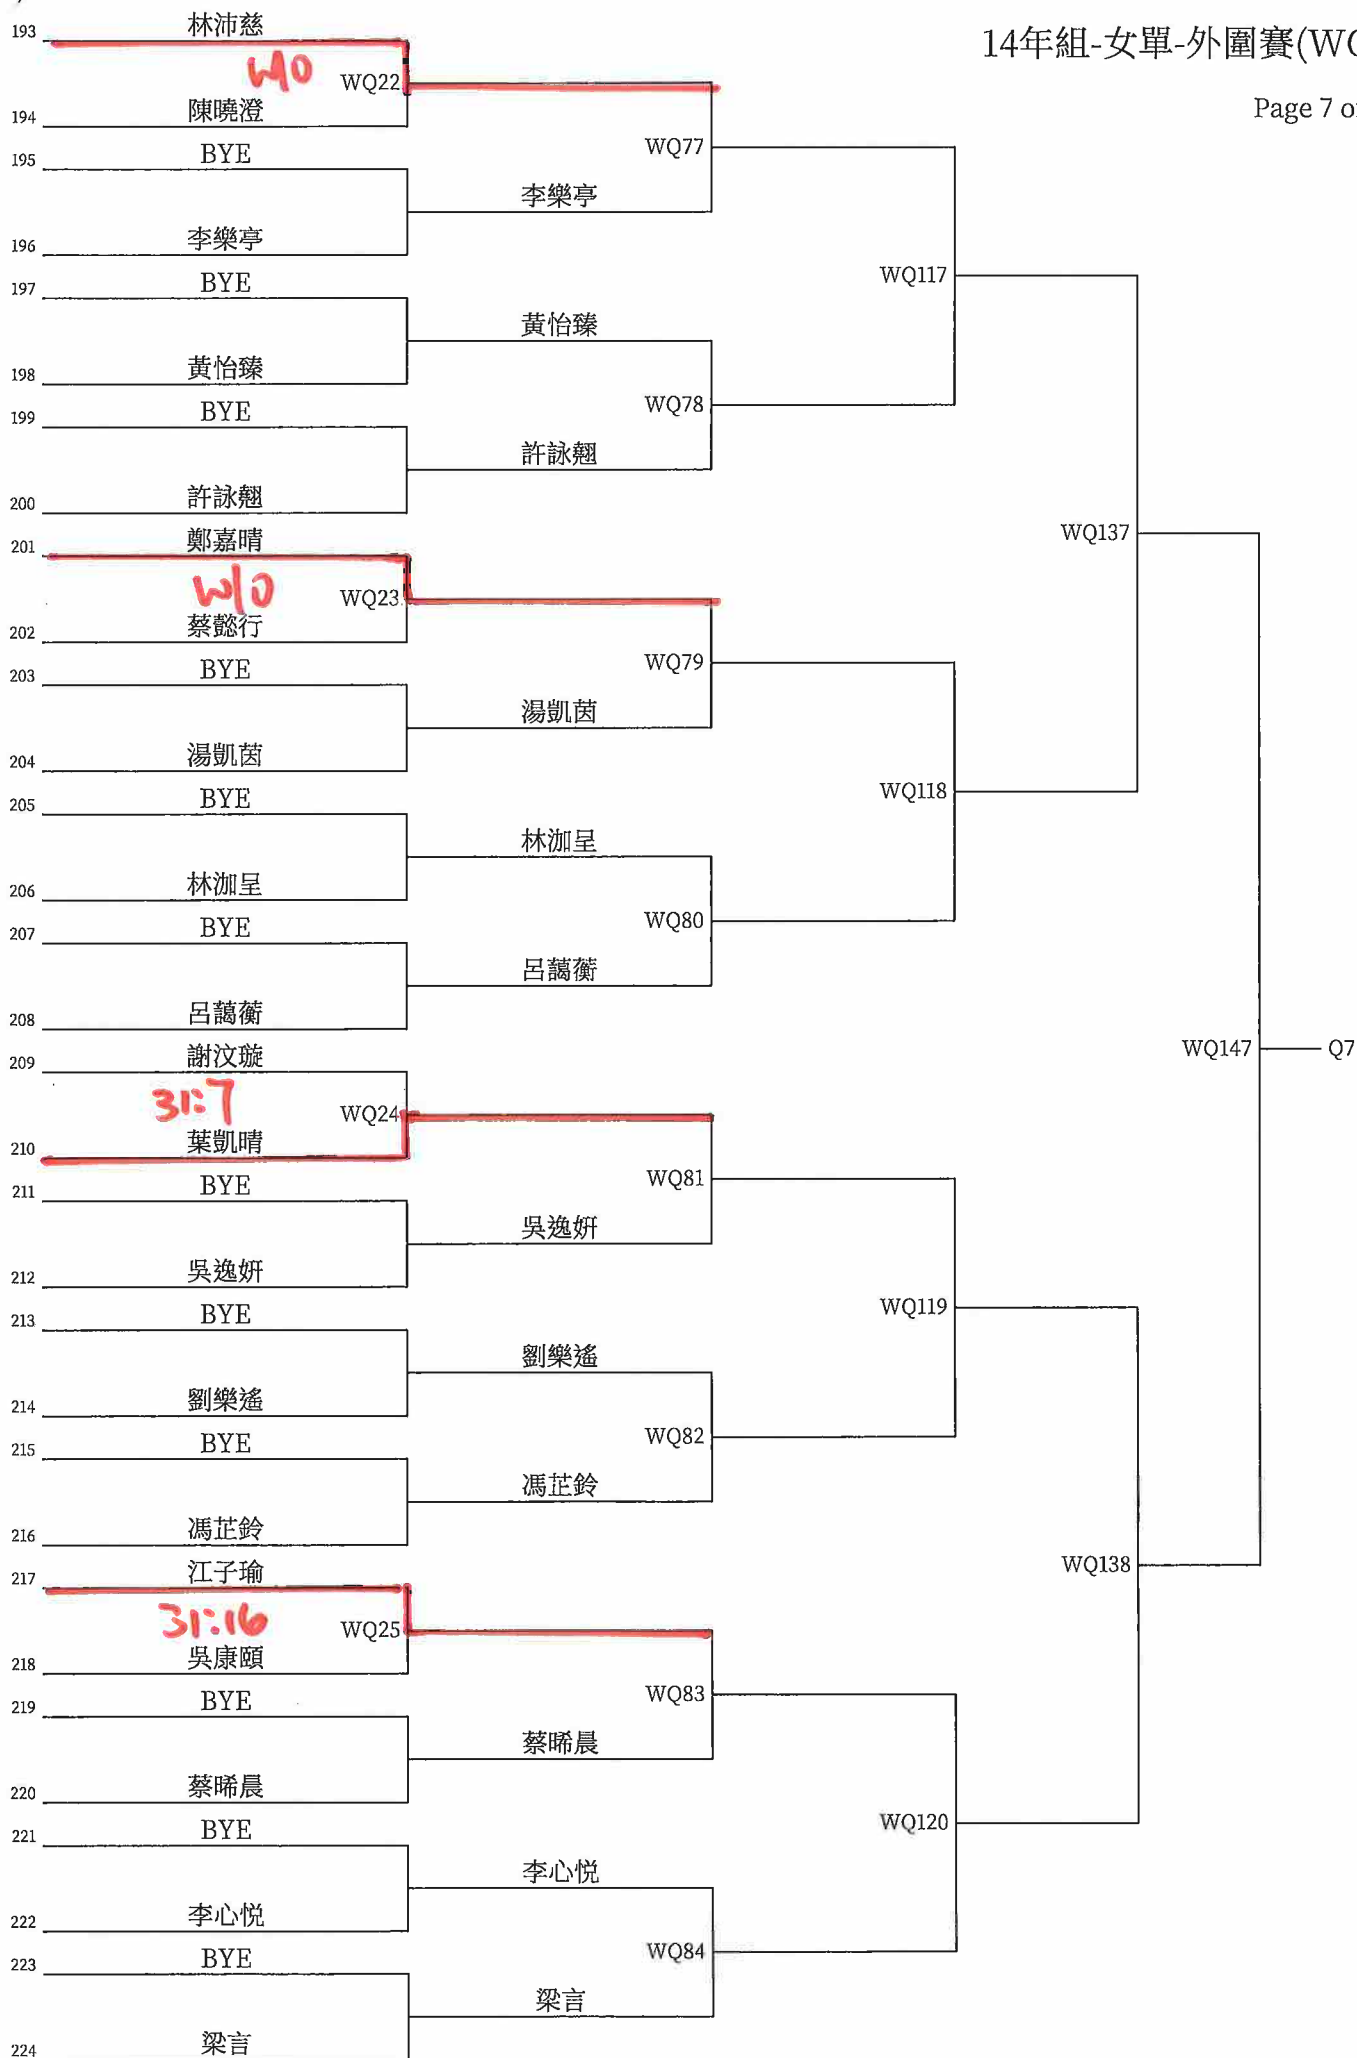 14年組-女單-外圍賽(WQ
Page 7 o
193 林沛慈
w/o WQ22
194 陳曉澄
195 BYE
WQ77
李樂亭
196 李樂亭
197 BYE
WQ117
黃怡臻
198 黃怡臻
199 BYE
WQ78
許詠翹
200 許詠翹
201 鄭嘉晴
WQ137
w/o WQ23
202 蔡懿行
203 BYE
WQ79
湯凱茵
204 湯凱茵
205 BYE
WQ118
林泇呈
206 林泇呈
207 BYE
WQ80
呂藹蘅
208 呂藹蘅
209 謝汶璇
WQ147 Q7
31:7 WQ24
210 葉凱晴
211 BYE
WQ81
吳逸妍
212 吳逸妍
213 BYE
WQ119
劉樂遙
214 劉樂遙
215 BYE
WQ82
馮芷鈴
216 馮芷鈴
217 江子瑜
WQ138
31:16 WQ25
218 吳康頤
219 BYE
WQ83
蔡晞晨
220 蔡晞晨
221 BYE
WQ120
李心悦
222 李心悦
223 BYE
WQ84
梁言
224 梁言